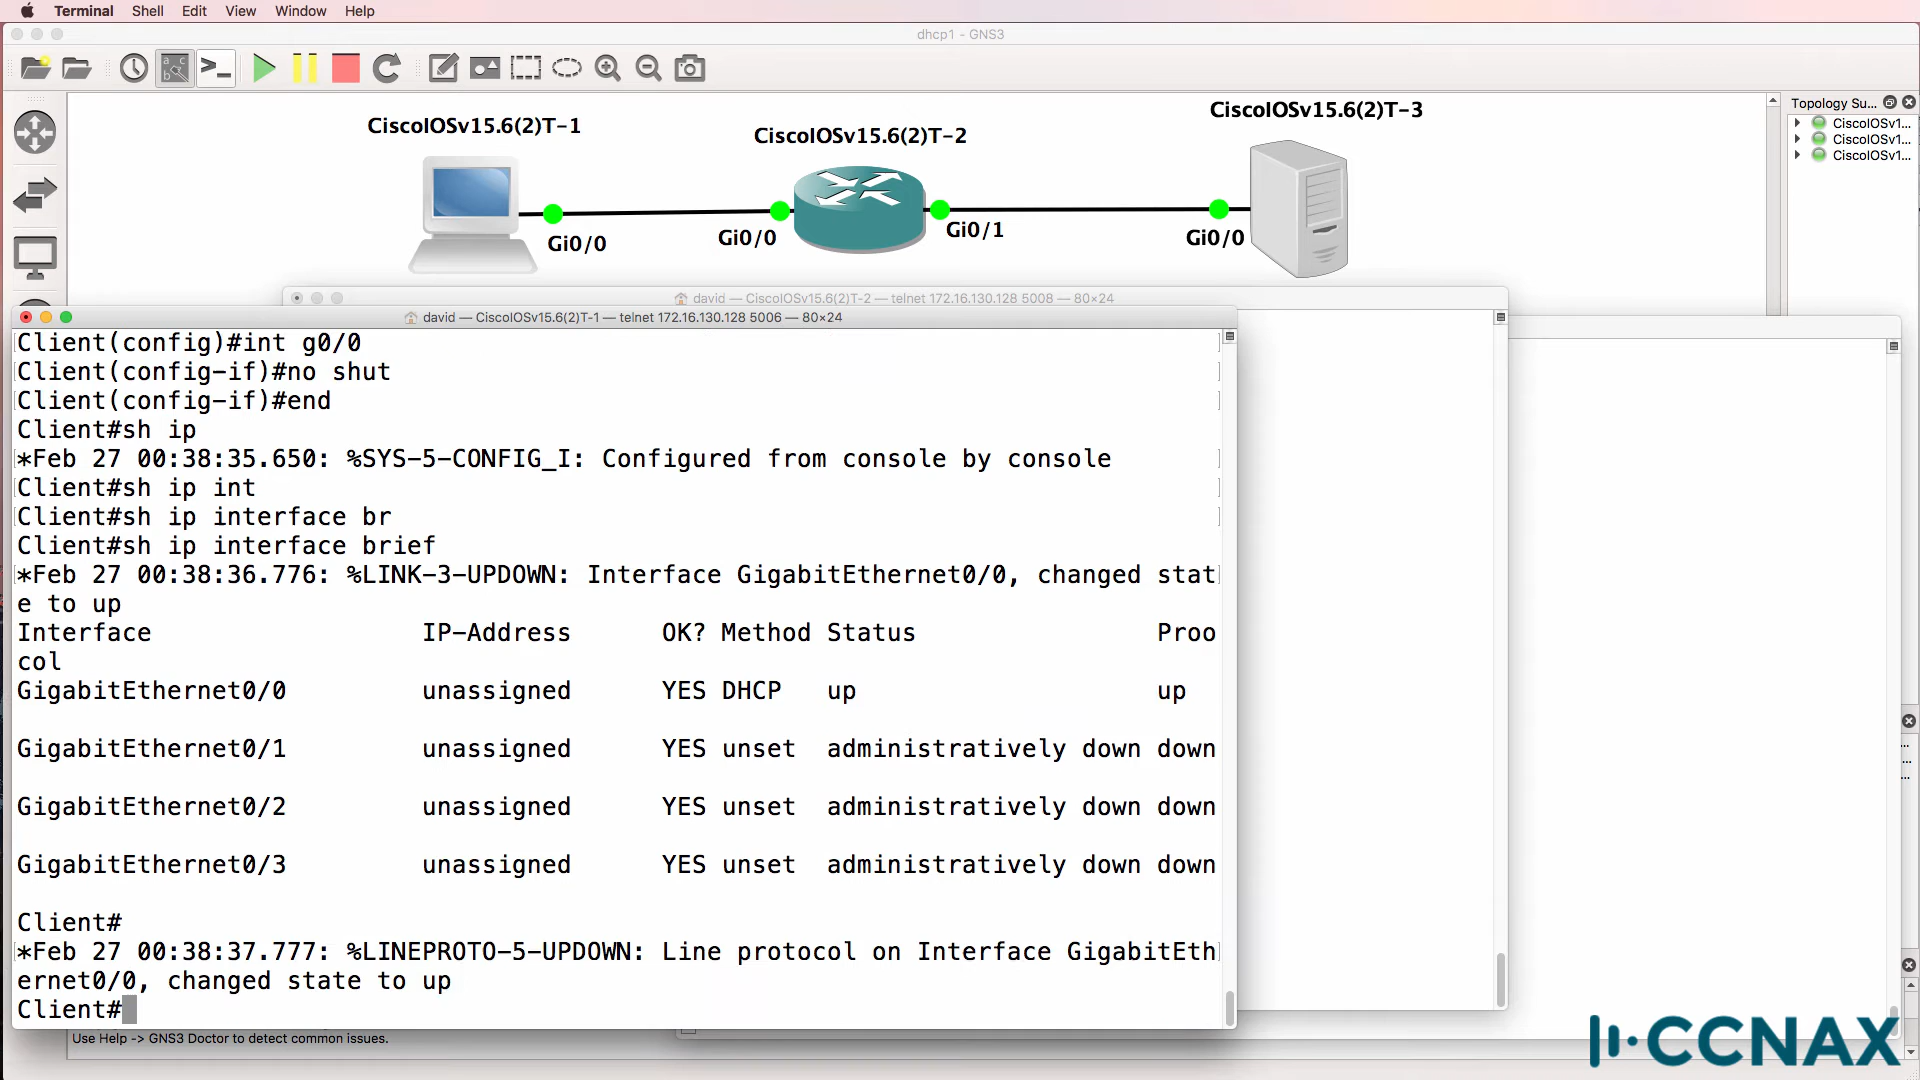 Terminal Shell Edit View Window Help
dhcp1 - GNS3
CiscoIOSv15.6(2)T-1
CiscoIOSv15.6(2)T-2
CiscoIOSv15.6(2)T-3
Gi0/0
Gi0/0
Gi0/1
Gi0/0
Topology Su...
CiscoIOSv1...
CiscoIOSv1...
CiscoIOSv1...
david — CiscoIOSv15.6(2)T-2 — telnet 172.16.130.128 5008 — 80×24
david — CiscoIOSv15.6(2)T-1 — telnet 172.16.130.128 5006 — 80×24
Client(config)#int g0/0
Client(config-if)#no shut
Client(config-if)#end
Client#sh ip
*Feb 27 00:38:35.650: %SYS-5-CONFIG_I: Configured from console by console
Client#sh ip int
Client#sh ip interface br
Client#sh ip interface brief
*Feb 27 00:38:36.776: %LINK-3-UPDOWN: Interface GigabitEthernet0/0, changed stat
e to up
Interface IP-Address OK? Method Status Proo
col
GigabitEthernet0/0 unassigned YES DHCP up up
GigabitEthernet0/1 unassigned YES unset administratively down down
GigabitEthernet0/2 unassigned YES unset administratively down down
GigabitEthernet0/3 unassigned YES unset administratively down down
Client#
*Feb 27 00:38:37.777: %LINEPROTO-5-UPDOWN: Line protocol on Interface GigabitEth
ernet0/0, changed state to up
Client#
Use Help -> GNS3 Doctor to detect common issues.
CCNAX